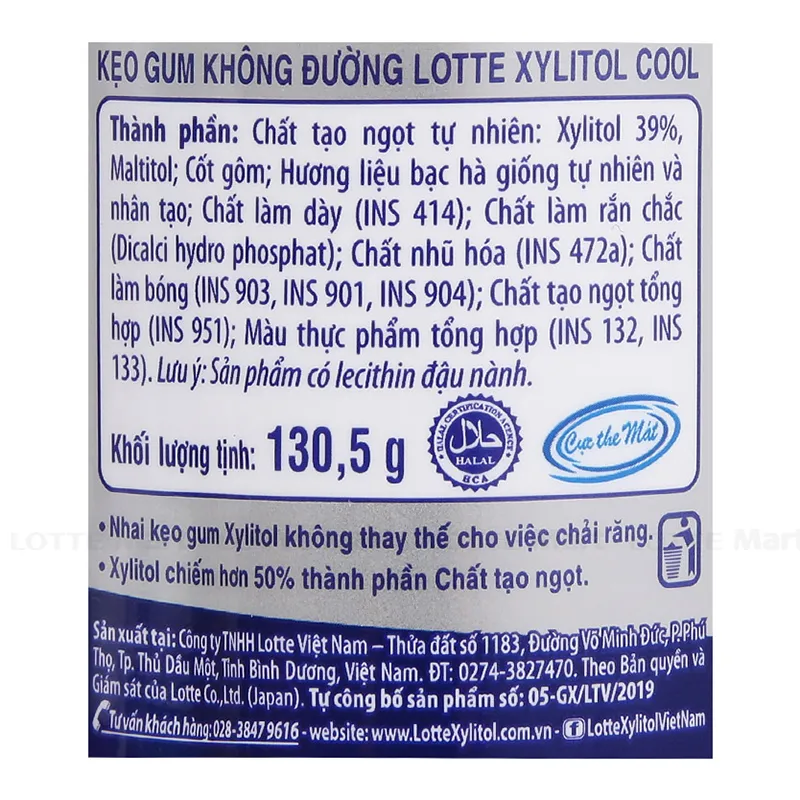 KẸO GUM KHÔNG ĐƯỜNG LOTTE XYLITOL COOL
Thành phần: Chất tạo ngọt tự nhiên: Xylitol 39%,
Maltitol; Cốt gôm; Hương liệu bạc hà giống tự nhiên và
nhân tạo; Chất làm dày (INS 414); Chất làm rắn chắc
(Dicalci hydro phosphat); Chất nhũ hóa (INS 472a); Chất
làm bóng (INS 903, INS 901, INS 904); Chất tạo ngọt tổng
hợp (INS 951); Màu thực phẩm tổng hợp (INS 132, INS
133). Lưu ý: Sản phẩm có lecithin đậu nành.
Khối lượng tịnh: 130,5 g
HALAL CERTIFICATION AGENCY
حلال
HALAL
HCA
Cực the Mát
• Nhai kẹo gum Xylitol không thay thế cho việc chải răng.
• Xylitol chiếm hơn 50% thành phần Chất tạo ngọt.
LOTTE Mart
Sản xuất tại: Công ty TNHH Lotte Việt Nam – Thửa đất số 1183, Đường Võ Minh Đức, P. Phú
Thọ, Tp. Thủ Dầu Một, Tỉnh Bình Dương, Việt Nam. ĐT: 0274-3827470. Theo Bản quyền và
Giám sát của Lotte Co.,Ltd. (Japan). Tự công bố sản phẩm số: 05-GX/LTV/2019
Tư vấn khách hàng: 028-3847 9616 - website: www.LotteXylitol.com.vn - f LotteXylitolVietNam